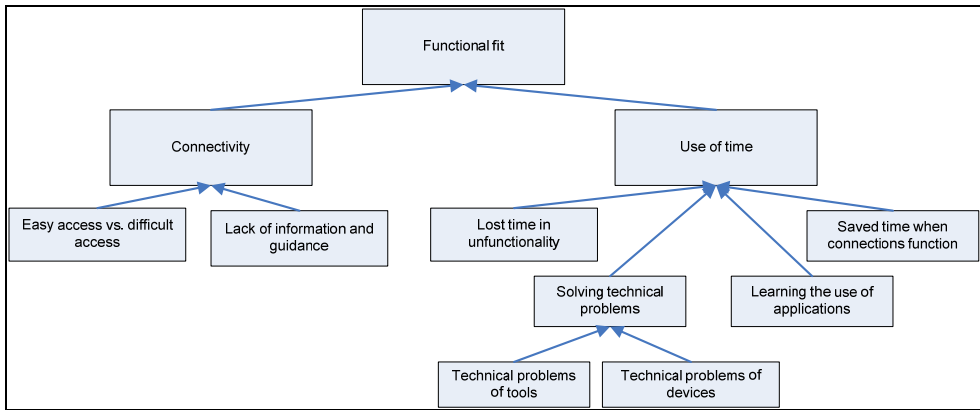 Functional fit
Connectivity
Use of time
Easy access vs. difficult
access
Lack of information and
guidance
Lost time in
unfunctionality
Saved time when
connections function
Solving technical
problems
Learning the use of
applications
Technical problems
of tools
Technical problems of
devices